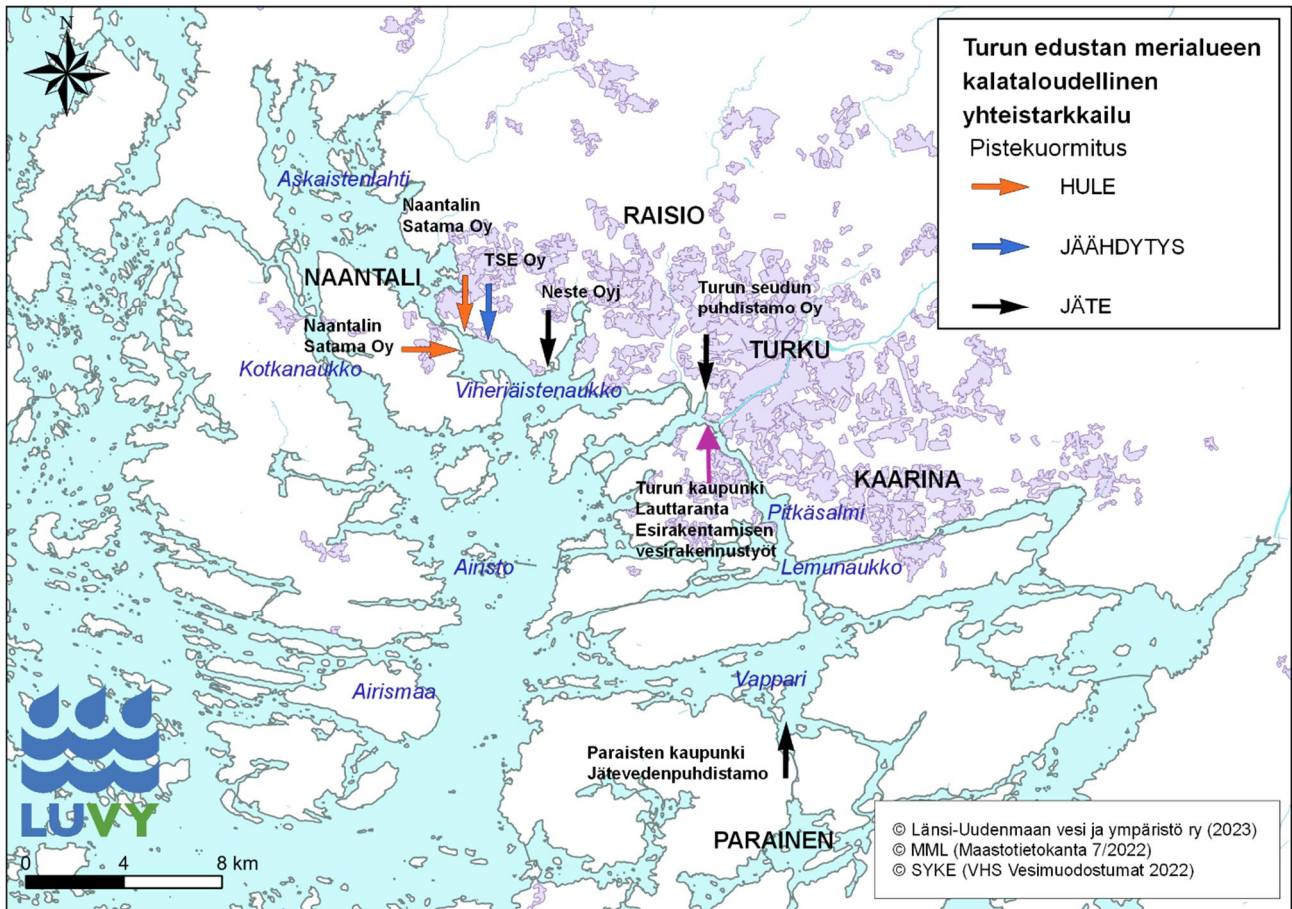 N
Turun edustan merialueen
kalataloudellinen
yhteistarkkailu
Pistekuormitus
HULE
JÄÄHDYTYS
JÄTE
Askaistenlahti
Naantalin
Satama Oy
RAISIO
NAANTALI
TSE Oy
Neste Oyj
Turun seudun
puhdistamo Oy
Naantalin
Satama Oy
TURKU
Kotkanaukko
Viheriäistenaukko
KAARINA
Turun kaupunki
Lauttaranta
Esirakentamisen
vesirakennustyöt
Pitkäsalmi
Airisto
Lemunaukko
Airismaa
Vappari
Paraisten kaupunki
Jätevedenpuhdistamo
PARAINEN
LUVY
0 4 8 km
© Länsi-Uudenmaan vesi ja ympäristö ry (2023)
© MML (Maastotietokanta 7/2022)
© SYKE (VHS Vesimuodostumat 2022)